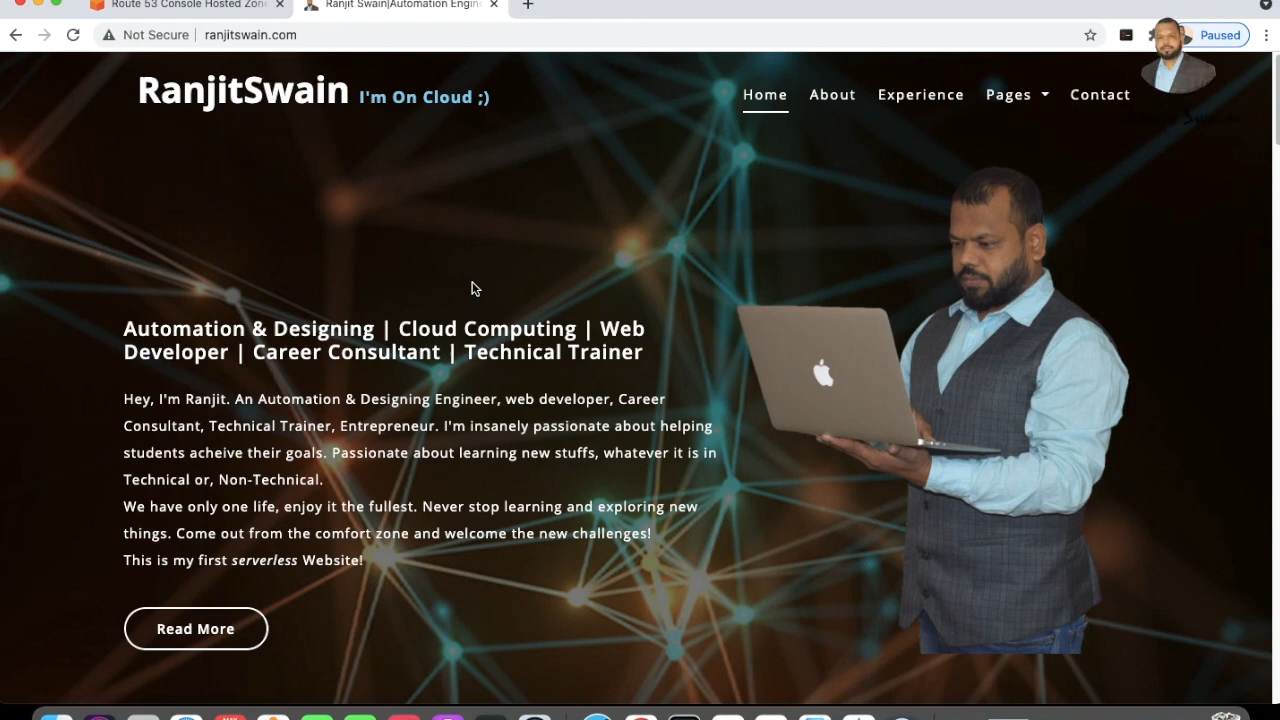 Route 53 Console Hosted Zon
Ranjit Swain|Automation Engin
Not Secure
ranjitswain.com
Paused
RanjitSwain I'm On Cloud ;)
Home About Experience Pages Contact
Automation & Designing | Cloud Computing | Web
Developer | Career Consultant | Technical Trainer
Hey, I'm Ranjit. An Automation & Designing Engineer, web developer, Career
Consultant, Technical Trainer, Entrepreneur. I'm insanely passionate about helping
students acheive their goals. Passionate about learning new stuffs, whatever it is in
Technical or, Non-Technical.
We have only one life, enjoy it the fullest. Never stop learning and exploring new
things. Come out from the comfort zone and welcome the new challenges!
This is my first serverless Website!
Read More